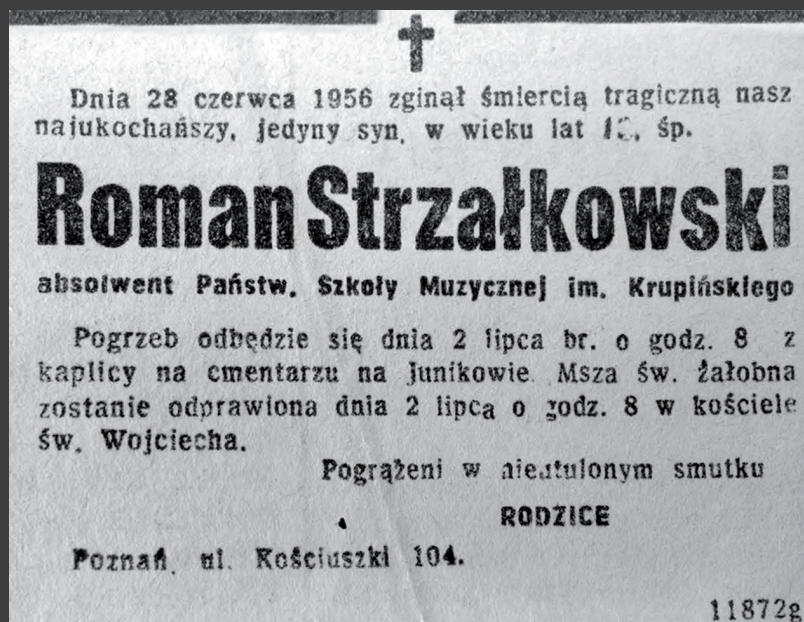 Dnia 28 czerwca 1956 zginął śmiercią tragiczną nasz
najukochańszy, jedyny syn, w wieku lat śp.
Roman Strzałkowski
absolwent Państw. Szkoły Muzycznej im. Krupińskiego
Pogrzeb odbędzie się dnia 2 lipca br. o godz. 8 z
kaplicy na cmentarzu na Junikowie. Msza św. żałobna
zostanie odprawiona dnia 2 lipca o godz. 8 w kościele
św. Wojciecha.
Pogrążeni w nieutulonym smutku
RODZICE
Poznań, ul. Kościuszki 104.
11872g